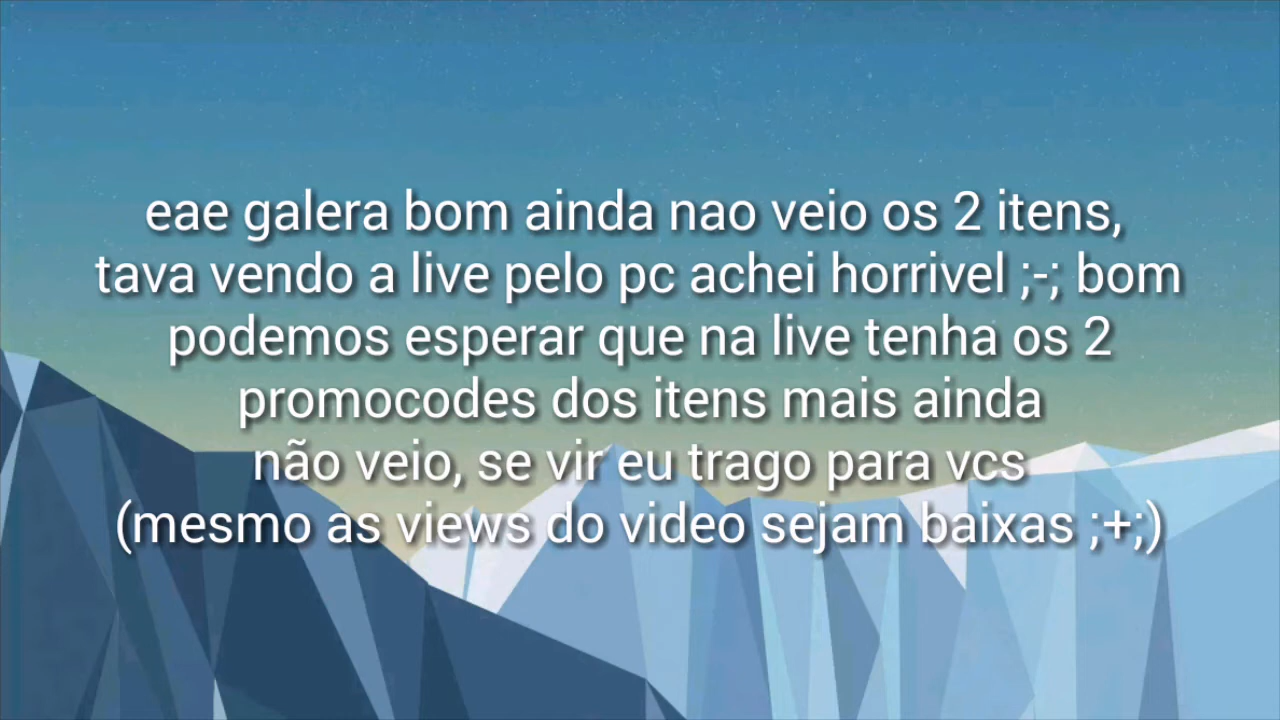 eae galera bom ainda nao veio os 2 itens,
tava vendo a live pelo pc achei horrivel ;-; bom
podemos esperar que na live tenha os 2
promocodes dos itens mais ainda
não veio, se vir eu trago para vcs
(mesmo as views do video sejam baixas ;+;)